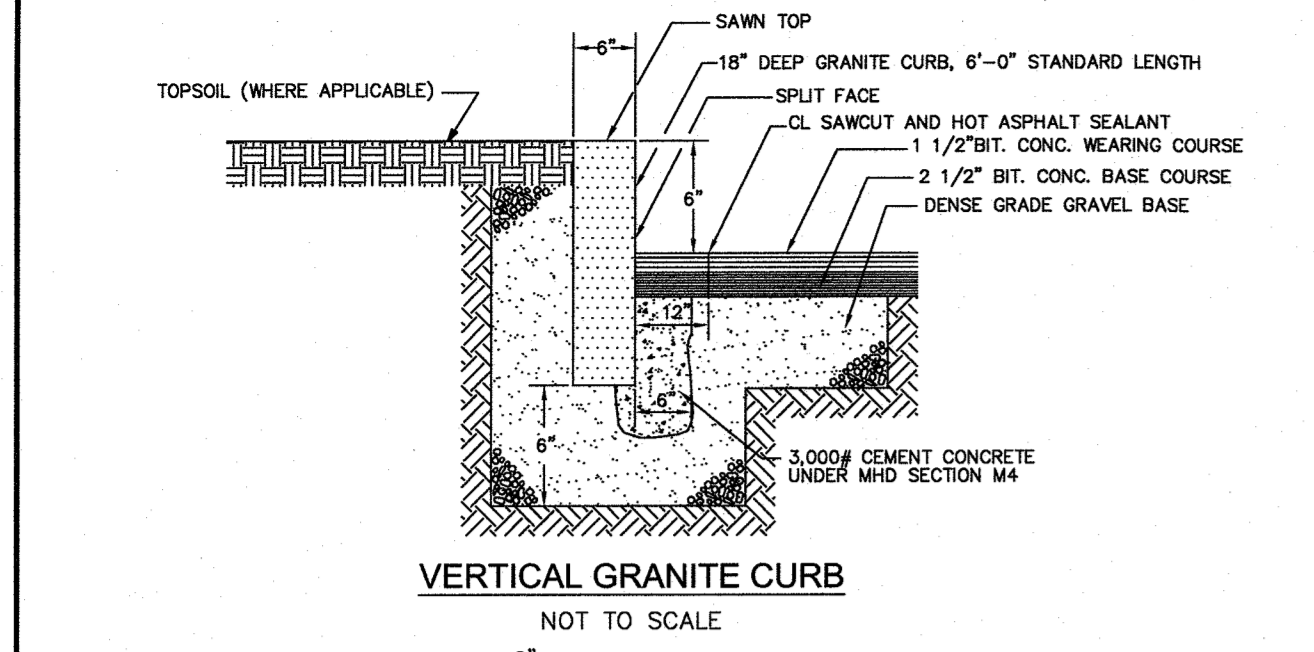 SAWN TOP
6"
18" DEEP GRANITE CURB, 6'-0" STANDARD LENGTH
TOPSOIL (WHERE APPLICABLE)
SPLIT FACE
CL SAWCUT AND HOT ASPHALT SEALANT
1 1/2"BIT. CONC. WEARING COURSE
2 1/2" BIT. CONC. BASE COURSE
6"
DENSE GRADE GRAVEL BASE
12"
6"
6"
3,000# CEMENT CONCRETE
UNDER MHD SECTION M4
VERTICAL GRANITE CURB
NOT TO SCALE